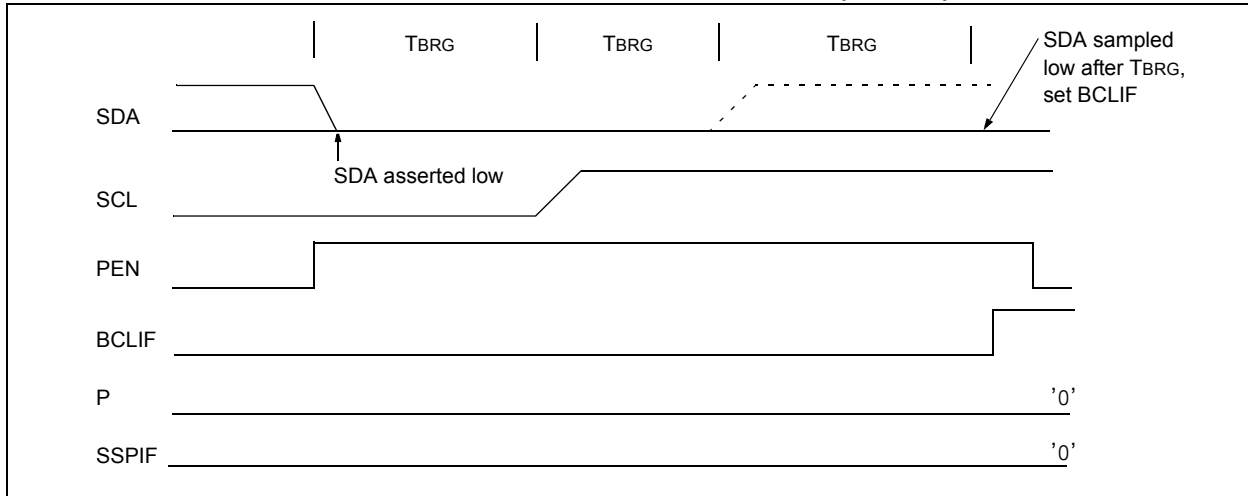 TBRG TBRG TBRG
SDA sampled
low after TBRG,
set BCLIF
SDA
SDA asserted low
SCL
PEN
BCLIF
P '0'
SSPIF '0'